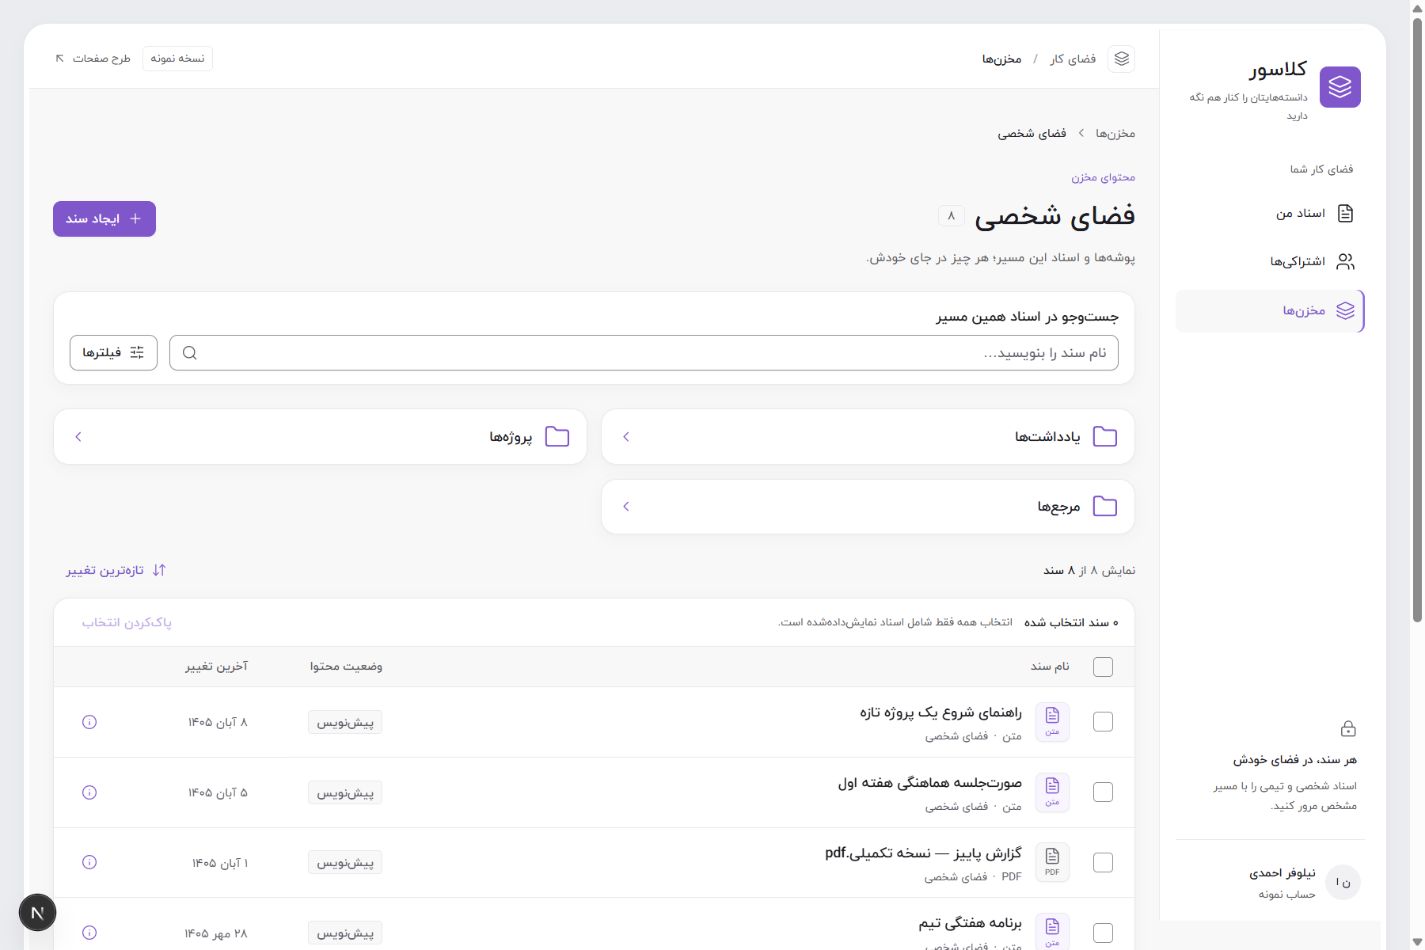 کلاسور
دانسته‌هایتان را کنار هم نگه
دارید
فضای کار شما
اسناد من
اشتراکی‌ها
مخزن‌ها
هر سند، در فضای خودش
اسناد شخصی و تیمی را با مسیر
مشخص مرور کنید.
ن ا
نیلوفر احمدی
حساب نمونه
فضای کار / مخزن‌ها
نسخه نمونه
طرح صفحات
مخزن‌ها
فضای شخصی
محتوای مخزن
فضای شخصی ۸
ایجاد سند
پوشه‌ها و اسناد این مسیر؛ هر چیز در جای خودش.
جست‌وجو در اسناد همین مسیر
نام سند را بنویسید…
فیلترها
یادداشت‌ها
پروژه‌ها
مرجع‌ها
نمایش ۸ از ۸ سند
تازه‌ترین تغییر
۰ سند انتخاب شده انتخاب همه فقط شامل اسناد نمایش‌داده‌شده است.
پاک‌کردن انتخاب
نام سند وضعیت محتوا آخرین تغییر
متن
راهنمای شروع یک پروژه تازه
متن · فضای شخصی
پیش‌نویس
۸ آبان ۱۴۰۵
متن
صورت‌جلسه هماهنگی هفته اول
متن · فضای شخصی
پیش‌نویس
۵ آبان ۱۴۰۵
PDF
گزارش پاییز — نسخه تکمیلی.pdf
PDF · فضای شخصی
پیش‌نویس
۱ آبان ۱۴۰۵
متن
برنامه هفتگی تیم
متن · فضای شخصی
پیش‌نویس
۲۸ مهر ۱۴۰۵
N